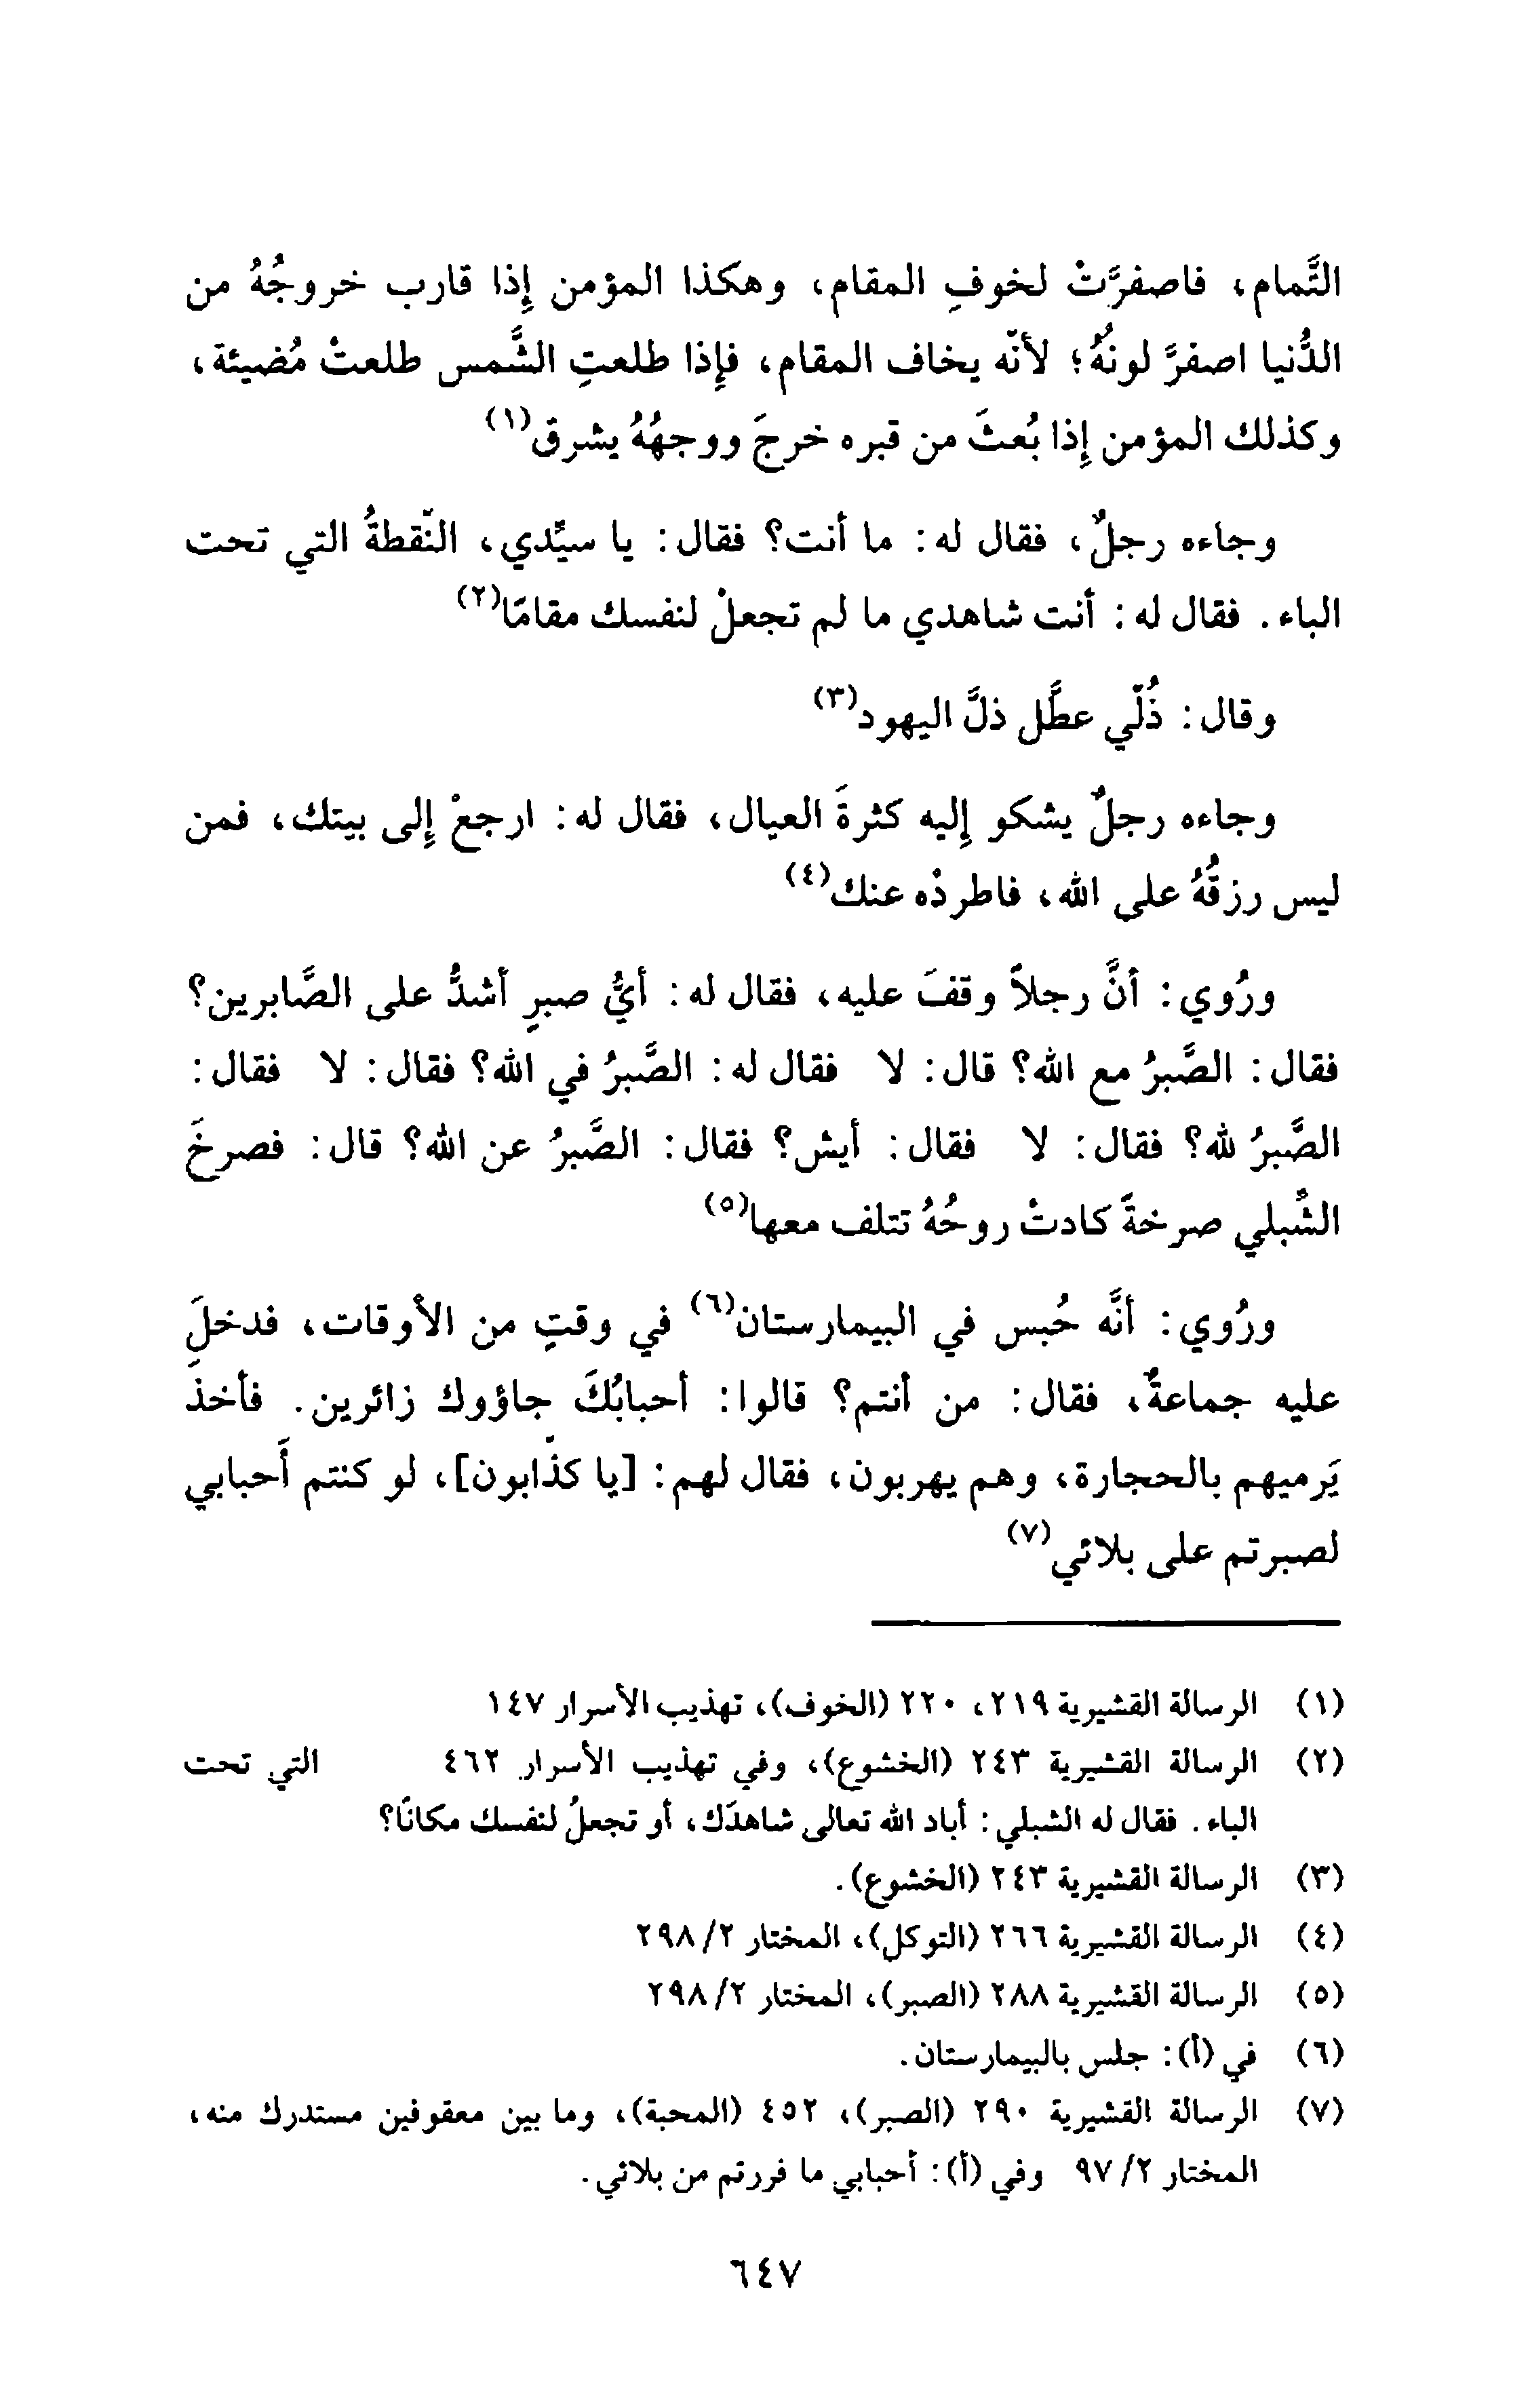 التَّمام، فاصفرَّتْ لخوفِ المقام، وهكذا المؤمن إِذا قارب خروجُهُ من
الدُّنيا اصفرَّ لونهُ؛ لأنّه يخاف المقام، فإِذا طلعتِ الشَّمس طلعتْ مُضيئة،
وكذلك المؤمن إِذا بُعثَ من قبره خرجَ ووجهُهُ يشرق(١)
وجاءه رجلٌ، فقال له: ما أنت؟ فقال: يا سيِّدي، النّقطةُ التي تحت
الباء. فقال له: أنت شاهدي ما لم تجعلْ لنفسك مقامًا(٢)
وقال: ذُلّي عطَّل ذلَّ اليهود(٣)
وجاءه رجلٌ يشكو إِليه كثرةَ العيال، فقال له: ارجعْ إِلى بيتك، فمن
ليس رزقُهُ على الله، فاطردْه عنك(٤)
ورُوي: أنَّ رجلاً وقفَ عليه، فقال له: أيُّ صبرٍ أشدُّ على الصَّابرين؟
فقال: الصَّبرُ مع الله؟ قال: لا فقال له: الصَّبرُ في الله؟ فقال: لا فقال:
الصَّبرُ لله؟ فقال: لا فقال: أيش؟ فقال: الصَّبرُ عن الله؟ قال: فصرخَ
الشِّبلي صرخةً كادتْ روحُهُ تتلف معها(٥)
ورُوي: أنَّه حُبس في البيمارستان(٦) في وقتٍ من الأوقات، فدخلَ
عليه جماعةٌ، فقال: من أنتم؟ قالوا: أحبابُكَ جاؤوك زائرين. فأخذَ
يَرميهم بالحجارة، وهم يهربون، فقال لهم: [يا كذّابون]، لو كنتم أَحبابي
لصبرتم على بلائي(٧)
(١) الرسالة القشيرية ٢١٩، ٢٢٠ (الخوف)، تهذيب الأسرار ١٤٧
(٢) الرسالة القشيرية ٢٤٣ (الخشوع)، وفي تهذيب الأسرار ٤٦٢ التي تحت
الباء. فقال له الشبلي: أباد الله تعالى شاهدَك، أو تجعلُ لنفسك مكانًا؟
(٣) الرسالة القشيرية ٢٤٣ (الخشوع).
(٤) الرسالة القشيرية ٢٦٦ (التوكل)، المختار ٢/٢٩٨
(٥) الرسالة القشيرية ٢٨٨ (الصبر)، المختار ٢/٢٩٨
(٦) في (أ): جلس بالبيمارستان.
(٧) الرسالة القشيرية ٢٩٠ (الصبر)، ٤٥٢ (المحبة)، وما بين معقوفين مستدرك منه،
المختار ٢/٩٧ وفي (أ): أحبابي ما فررتم من بلائي.
٦٤٧